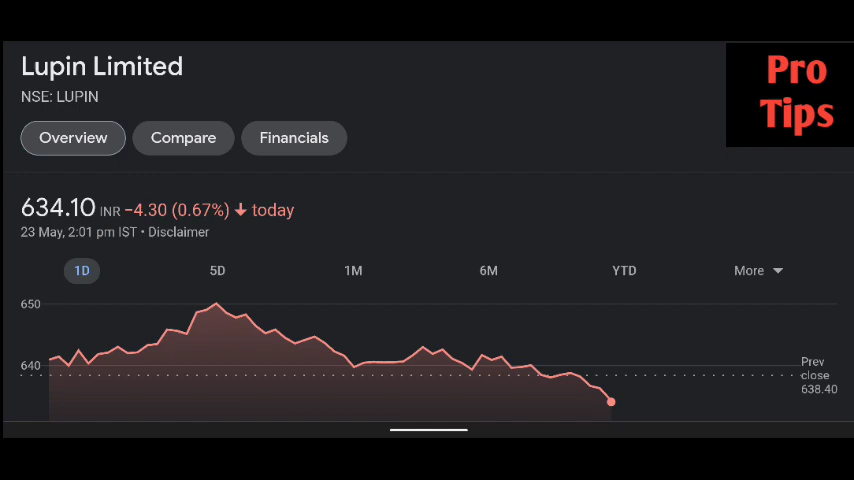 Lupin Limited
NSE: LUPIN
Pro
Tips
Overview Compare Financials
634.10 INR −4.30 (0.67%) ↓ today
23 May, 2:01 pm IST • Disclaimer
1D 5D 1M 6M YTD More
650
640
Prev
close
638.40